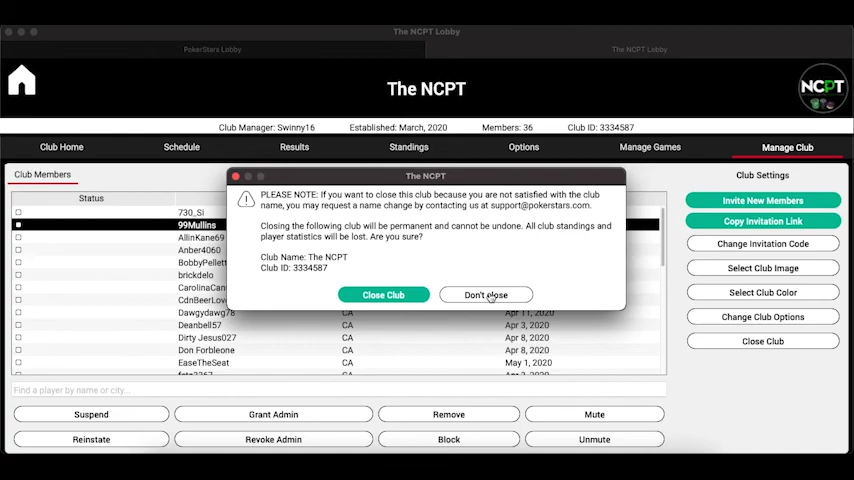 The NCPT Lobby
PokerStars Lobby
The NCPT Lobby
The NCPT
NCPT
Club Manager: Swinny16 Established: March, 2020 Members: 36 Club ID: 3334587
Club Home Schedule Results Standings Options Manage Games Manage Club
Club Members
Status
730_Si
99Mullins
AllinKane69
Anber4060
BobbyPellett
brickdelo
CarolinaCan
CdnBeerLov
Dawgydawg78 CA Apr 11, 2020
Deanbell57 CA Apr 3, 2020
Dirty Jesus027 CA Apr 8, 2020
Don Forbleone CA Apr 8, 2020
EaseTheSeat CA May 1, 2020
The NCPT
PLEASE NOTE: If you want to close this club because you are not satisfied with the club
name, you may request a name change by contacting us at support@pokerstars.com.
Closing the following club will be permanent and cannot be undone. All club standings and
player statistics will be lost. Are you sure?
Club Name: The NCPT
Club ID: 3334587
Close Club Don't close
Club Settings
Invite New Members
Copy Invitation Link
Change Invitation Code
Select Club Image
Select Club Color
Change Club Options
Close Club
Find a player by name or city...
Suspend Grant Admin Remove Mute
Reinstate Revoke Admin Block Unmute